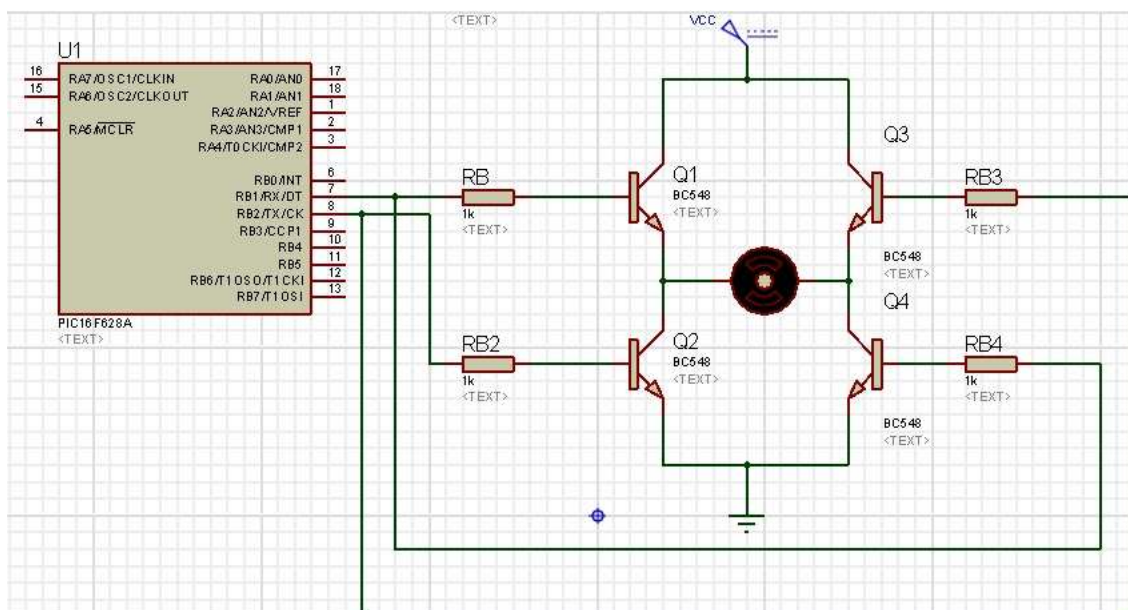 <TEXT>
VCC
U1
16 RA7/OSC1/CLKIN RA0/AN0 17
15 RA6/OSC2/CLKOUT RA1/AN1 18
RA2/AN2/VREF 1
4 RA5/MCLR RA3/AN3/CMP1 2
RA4/T0CKI/CMP2 3
RB0/INT 6
RB1/RX/DT 7
RB2/TX/CK 8
RB3/CCP1 9
RB4 10
RB5 11
RB6/T1OSO/T1CKI 12
RB7/T1OSI 13
PIC16F628A
<TEXT>
RB
1k
<TEXT>
Q1
BC548
<TEXT>
Q3
BC548
<TEXT>
RB3
1k
<TEXT>
RB2
1k
<TEXT>
Q2
BC548
<TEXT>
Q4
BC548
<TEXT>
RB4
1k
<TEXT>